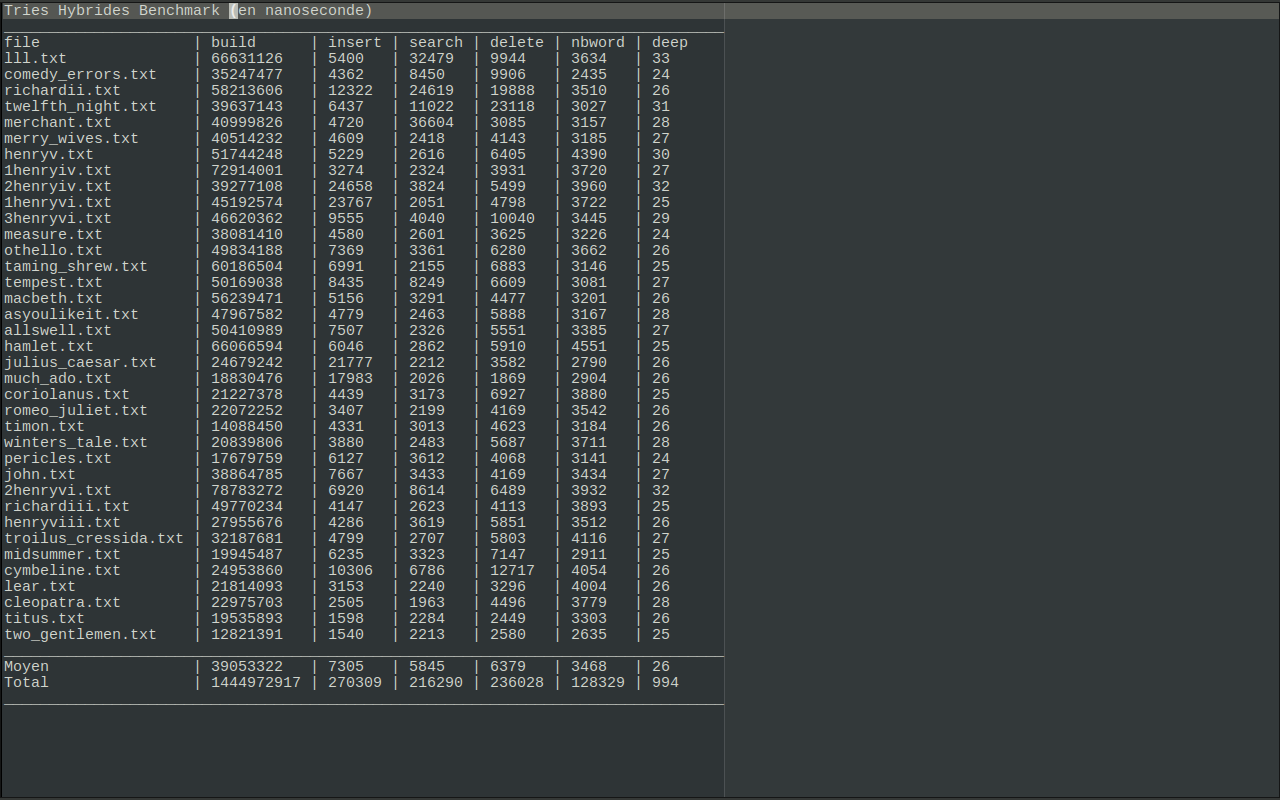 Tries Hybrides Benchmark (en nanoseconde)
file | build | insert | search | delete | nbword | deep
lll.txt | 66631126 | 5400 | 32479 | 9944 | 3634 | 33
comedy_errors.txt | 35247477 | 4362 | 8450 | 9906 | 2435 | 24
richardii.txt | 58213606 | 12322 | 24619 | 19888 | 3510 | 26
twelfth_night.txt | 39637143 | 6437 | 11022 | 23118 | 3027 | 31
merchant.txt | 40999826 | 4720 | 36604 | 3085 | 3157 | 28
merry_wives.txt | 40514232 | 4609 | 2418 | 4143 | 3185 | 27
henryv.txt | 51744248 | 5229 | 2616 | 6405 | 4390 | 30
1henryiv.txt | 72914001 | 3274 | 2324 | 3931 | 3720 | 27
2henryiv.txt | 39277108 | 24658 | 3824 | 5499 | 3960 | 32
1henryvi.txt | 45192574 | 23767 | 2051 | 4798 | 3722 | 25
3henryvi.txt | 46620362 | 9555 | 4040 | 10040 | 3445 | 29
measure.txt | 38081410 | 4580 | 2601 | 3625 | 3226 | 24
othello.txt | 49834188 | 7369 | 3361 | 6280 | 3662 | 26
taming_shrew.txt | 60186504 | 6991 | 2155 | 6883 | 3146 | 25
tempest.txt | 50169038 | 8435 | 8249 | 6609 | 3081 | 27
macbeth.txt | 56239471 | 5156 | 3291 | 4477 | 3201 | 26
asyoulikeit.txt | 47967582 | 4779 | 2463 | 5888 | 3167 | 28
allswell.txt | 50410989 | 7507 | 2326 | 5551 | 3385 | 27
hamlet.txt | 66066594 | 6046 | 2862 | 5910 | 4551 | 25
julius_caesar.txt | 24679242 | 21777 | 2212 | 3582 | 2790 | 26
much_ado.txt | 18830476 | 17983 | 2026 | 1869 | 2904 | 26
coriolanus.txt | 21227378 | 4439 | 3173 | 6927 | 3880 | 25
romeo_juliet.txt | 22072252 | 3407 | 2199 | 4169 | 3542 | 26
timon.txt | 14088450 | 4331 | 3013 | 4623 | 3184 | 26
winters_tale.txt | 20839806 | 3880 | 2483 | 5687 | 3711 | 28
pericles.txt | 17679759 | 6127 | 3612 | 4068 | 3141 | 24
john.txt | 38864785 | 7667 | 3433 | 4169 | 3434 | 27
2henryvi.txt | 78783272 | 6920 | 8614 | 6489 | 3932 | 32
richardiii.txt | 49770234 | 4147 | 2623 | 4113 | 3893 | 25
henryviii.txt | 27955676 | 4286 | 3619 | 5851 | 3512 | 26
troilus_cressida.txt | 32187681 | 4799 | 2707 | 5803 | 4116 | 27
midsummer.txt | 19945487 | 6235 | 3323 | 7147 | 2911 | 25
cymbeline.txt | 24953860 | 10306 | 6786 | 12717 | 4054 | 26
lear.txt | 21814093 | 3153 | 2240 | 3296 | 4004 | 26
cleopatra.txt | 22975703 | 2505 | 1963 | 4496 | 3779 | 28
titus.txt | 19535893 | 1598 | 2284 | 2449 | 3303 | 26
two_gentlemen.txt | 12821391 | 1540 | 2213 | 2580 | 2635 | 25
Moyen | 39053322 | 7305 | 5845 | 6379 | 3468 | 26
Total | 1444972917 | 270309 | 216290 | 236028 | 128329 | 994